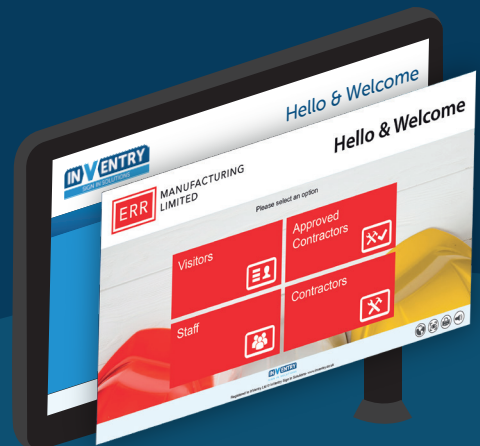 Hello & Welcome
INVENTRY
SIGN IN SOLUTIONS
Hello & Welcome
ERR
MANUFACTURING
LIMITED
Please select an option
Visitors
Approved
Contractors
Staff
Contractors
INVENTRY